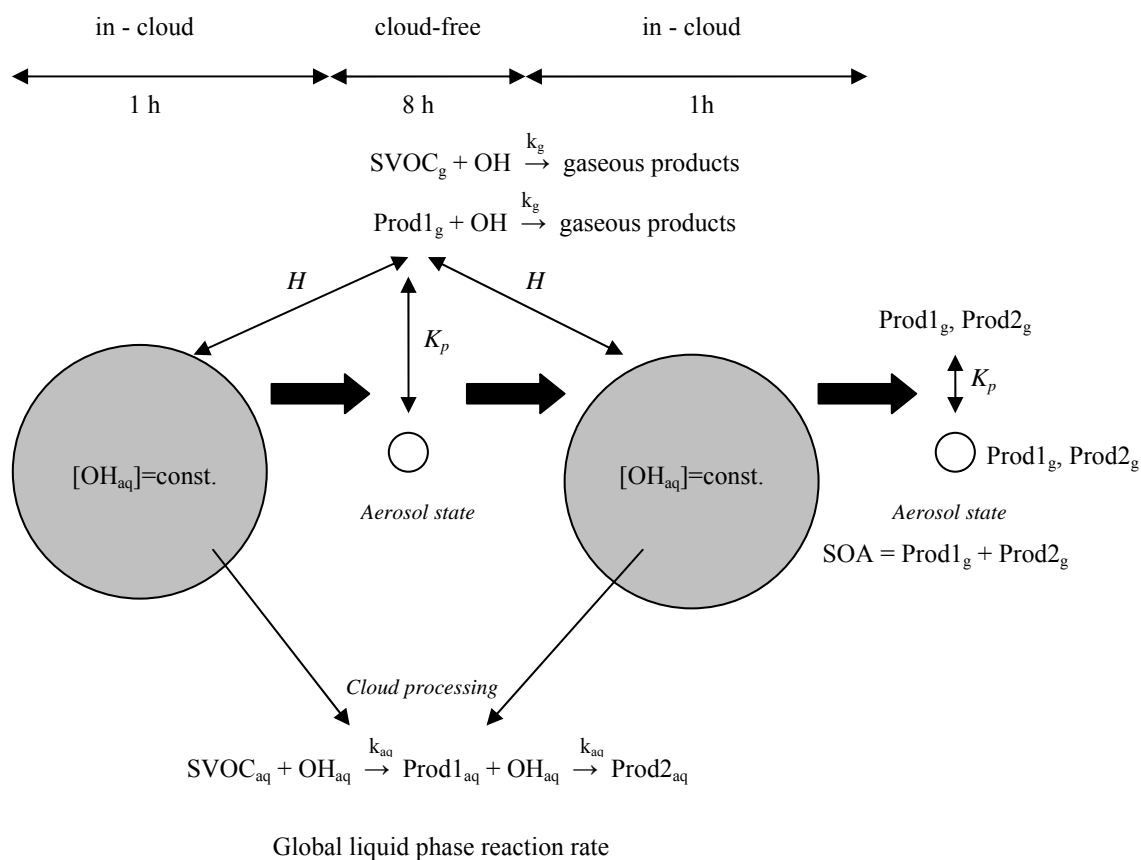 in - cloud cloud-free in - cloud
1 h 8 h 1h
k_g
SVOC_g + OH → gaseous products
k_g
Prod1_g + OH → gaseous products
H H
Prod1_g, Prod2_g
K_p K_p
[OH_aq]=const. [OH_aq]=const. Prod1_g, Prod2_g
Aerosol state Aerosol state
SOA = Prod1_g + Prod2_g
Cloud processing
k_aq k_aq
SVOC_aq + OH_aq → Prod1_aq + OH_aq → Prod2_aq
Global liquid phase reaction rate